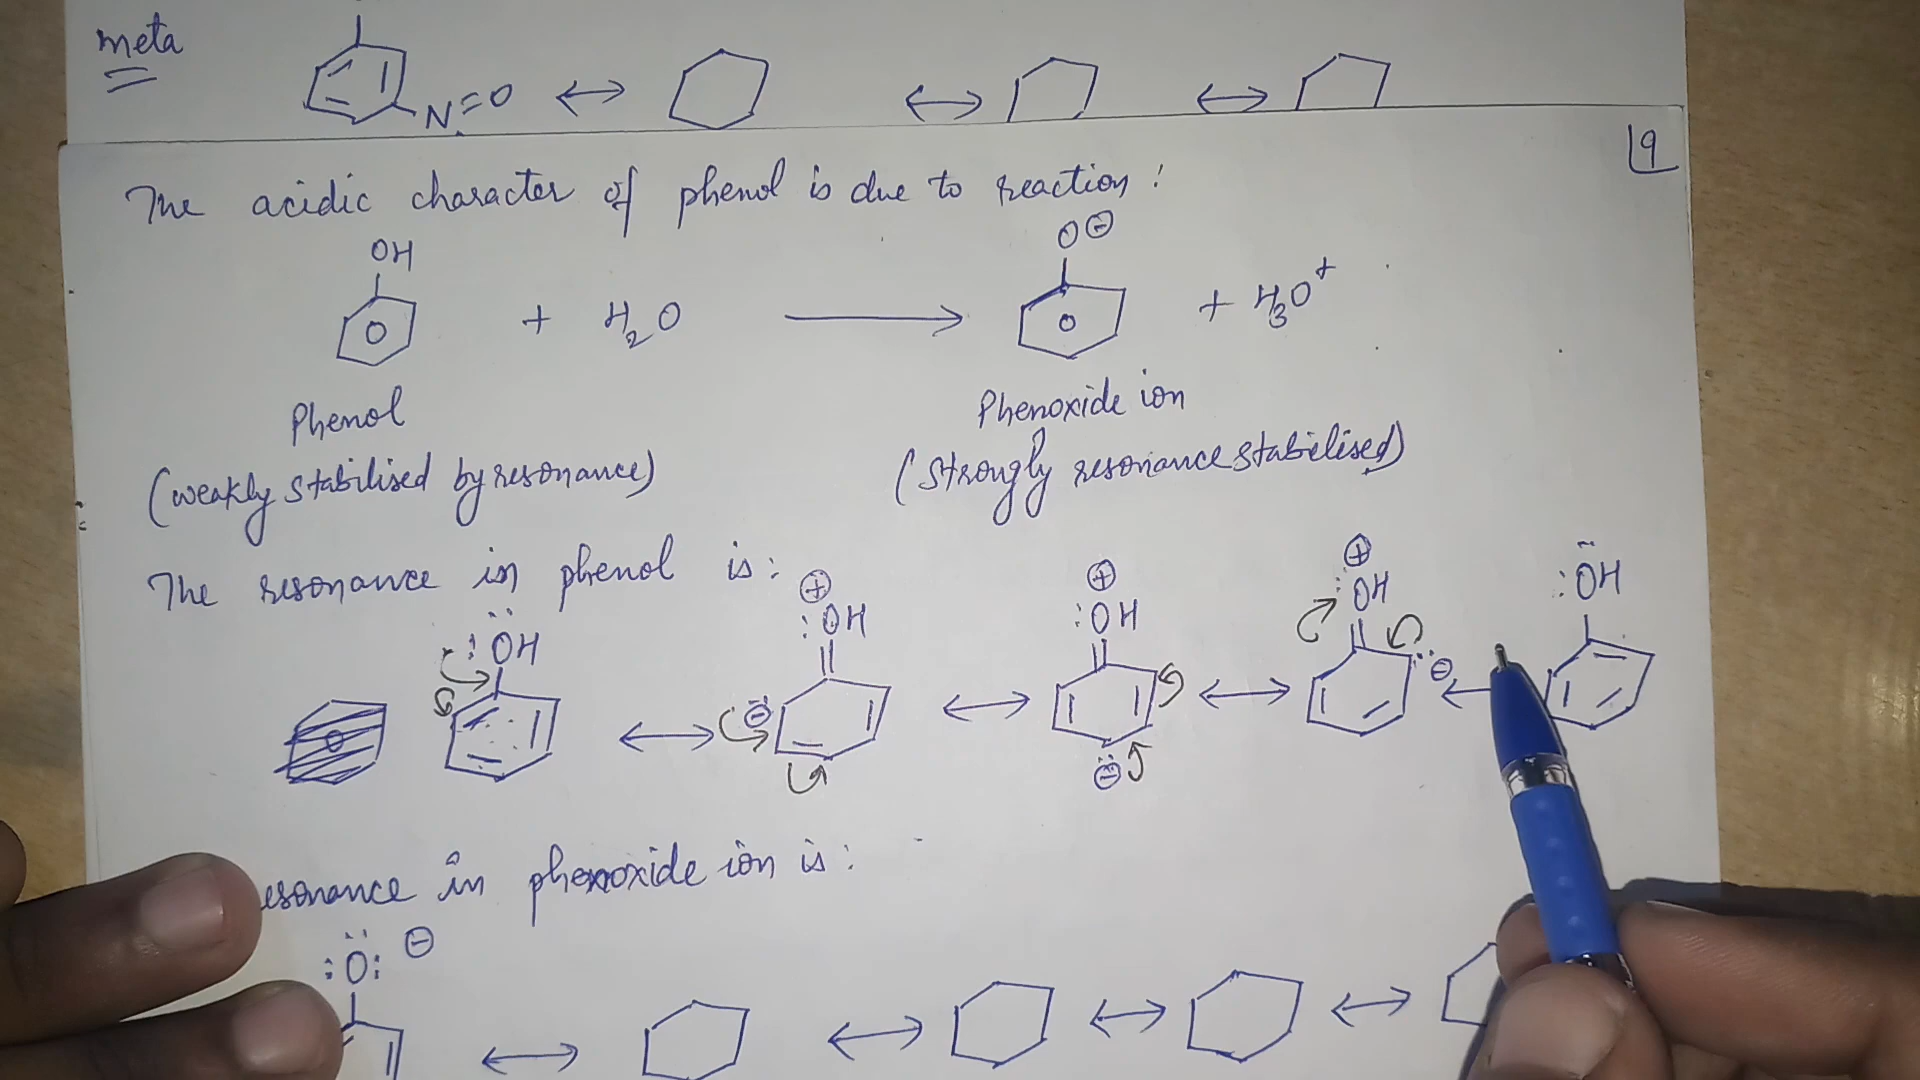 meta
N=O
9
The acidic character of phenol is due to reaction:
OH O⊖
+ H2O → + H3O+
Phenol Phenoxide ion
(weakly stabilised by resonance) (strongly resonance stabilised)
The resonance in phenol is:
:ÖH ⊕ :OH ⊕ :OH ⊕ :OH :ÖH
⊖ ⊖ ⊖
esonance in phenoxide ion is:
:Ö: ⊖